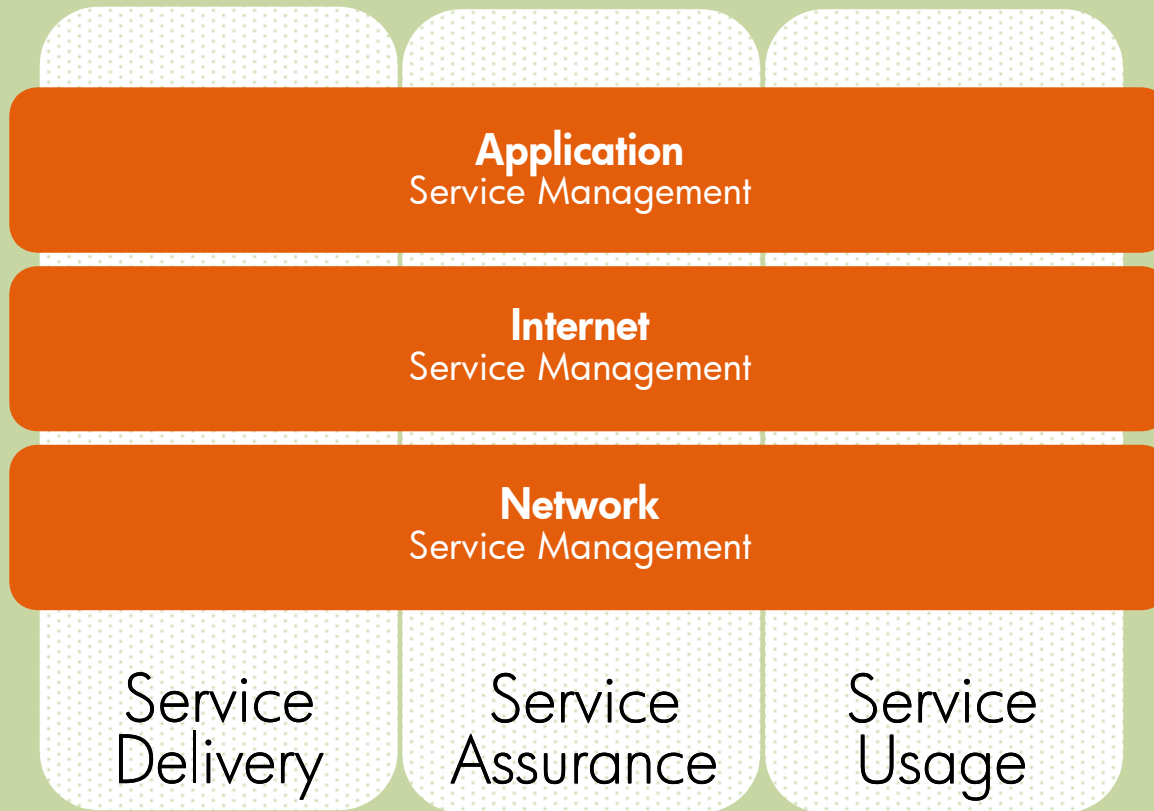 Application
Service Management
Internet
Service Management
Network
Service Management
Service
Delivery
Service
Assurance
Service
Usage